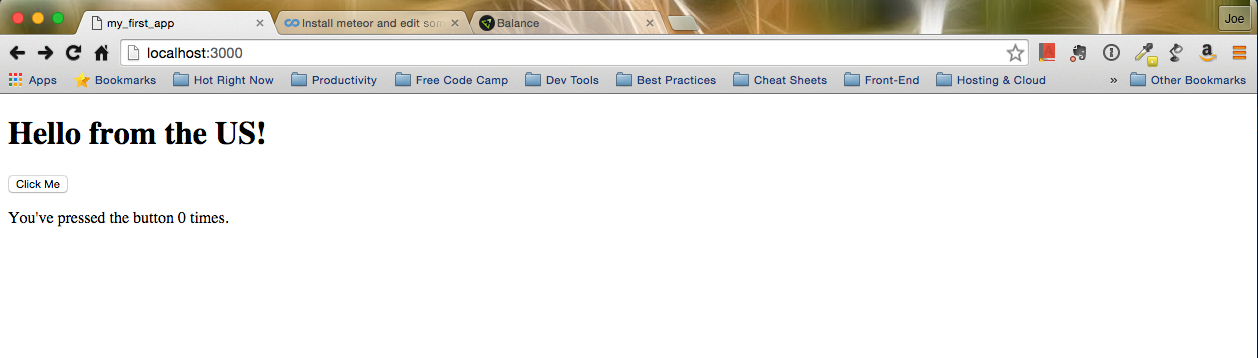 my_first_app Install meteor and edit som Balance Joe
localhost:3000
Apps Bookmarks Hot Right Now Productivity Free Code Camp Dev Tools Best Practices Cheat Sheets Front-End Hosting & Cloud » Other Bookmarks
Hello from the US!
Click Me
You've pressed the button 0 times.